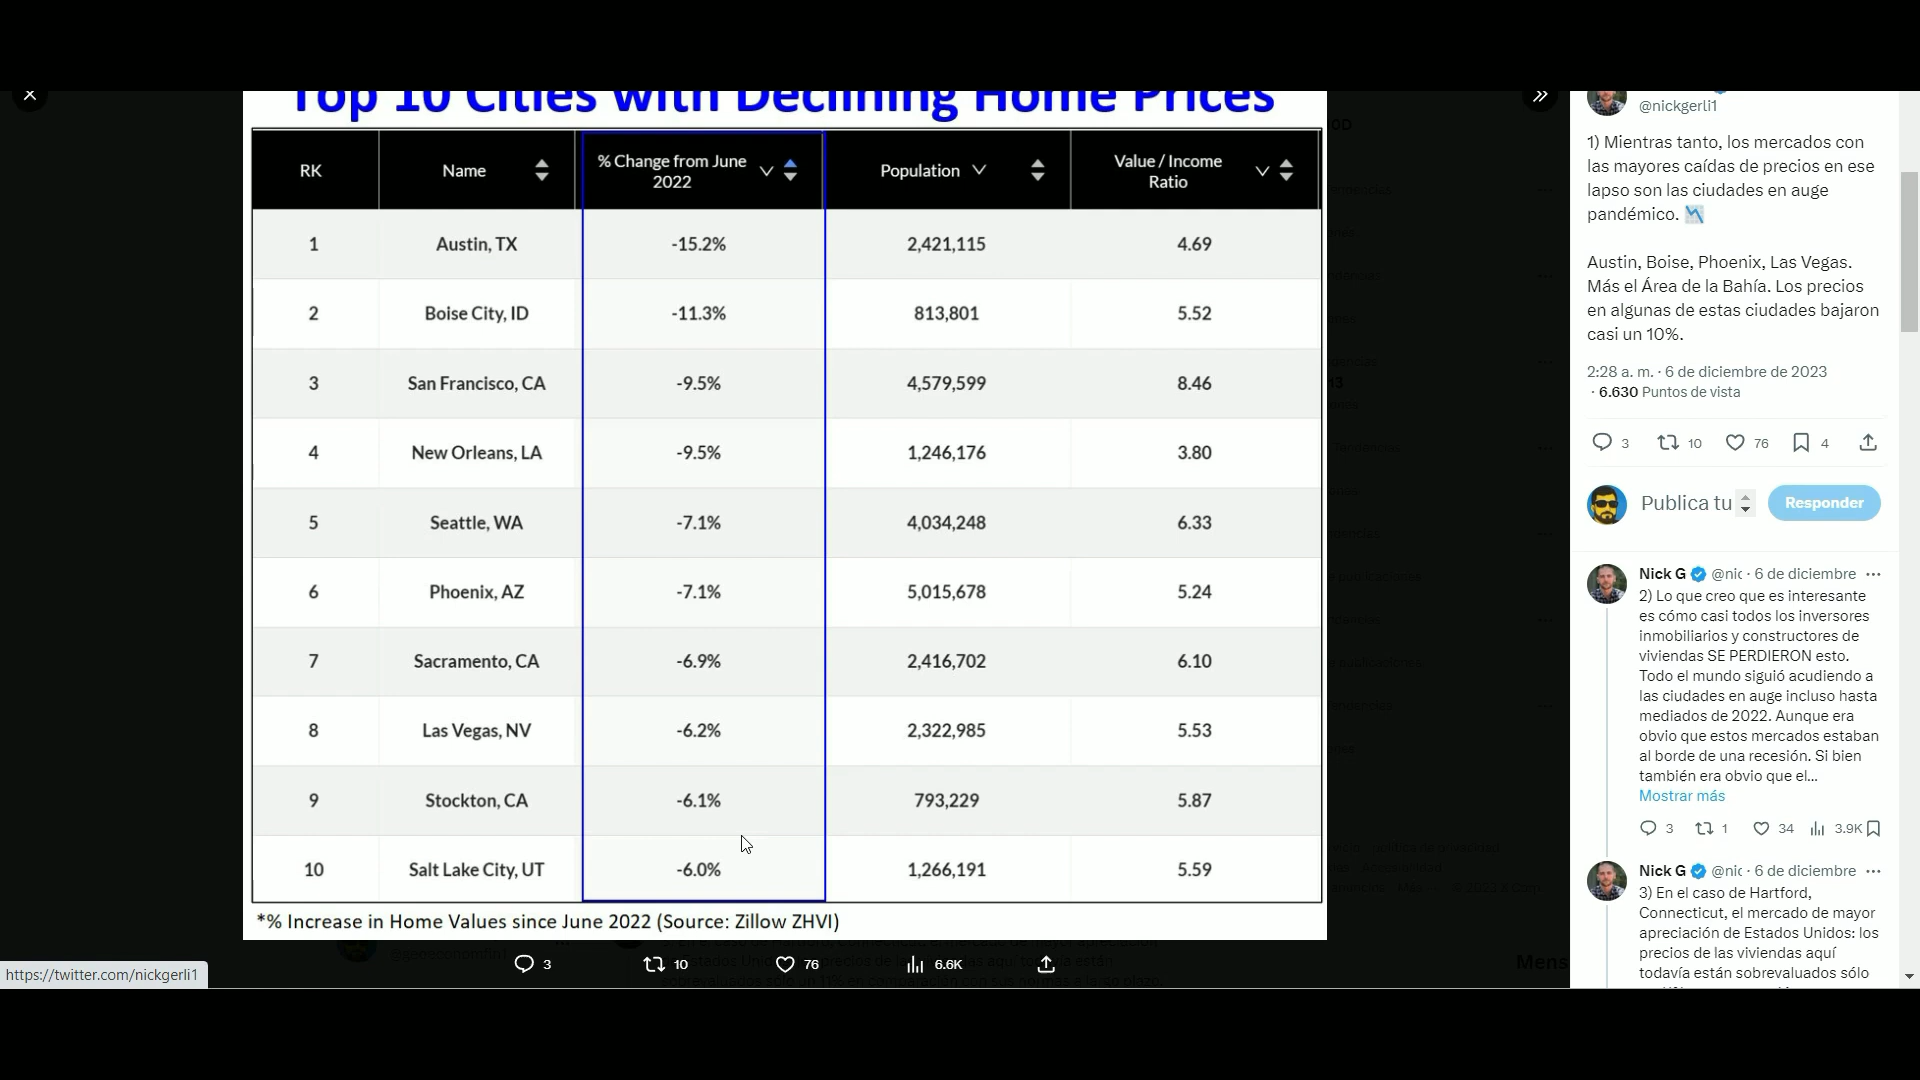 Top 10 Cities with Declining Home Prices
RK Name % Change from June 2022 Population Value / Income Ratio
1 Austin, TX -15.2% 2,421,115 4.69
2 Boise City, ID -11.3% 813,801 5.52
3 San Francisco, CA -9.5% 4,579,599 8.46
4 New Orleans, LA -9.5% 1,246,176 3.80
5 Seattle, WA -7.1% 4,034,248 6.33
6 Phoenix, AZ -7.1% 5,015,678 5.24
7 Sacramento, CA -6.9% 2,416,702 6.10
8 Las Vegas, NV -6.2% 2,322,985 5.53
9 Stockton, CA -6.1% 793,229 5.87
10 Salt Lake City, UT -6.0% 1,266,191 5.59
*% Increase in Home Values since June 2022 (Source: Zillow ZHVI)
3 10 76 6.6K
https://twitter.com/nickgerli1
@nickgerli1
1) Mientras tanto, los mercados con
las mayores caídas de precios en ese
lapso son las ciudades en auge
pandémico.
Austin, Boise, Phoenix, Las Vegas.
Más el Área de la Bahía. Los precios
en algunas de estas ciudades bajaron
casi un 10%.
2:28 a. m. · 6 de diciembre de 2023
· 6.630 Puntos de vista
3 10 76 4
Publica tu Responder
Nick G @nic · 6 de diciembre ···
2) Lo que creo que es interesante
es cómo casi todos los inversores
inmobiliarios y constructores de
viviendas SE PERDIERON esto.
Todo el mundo siguió acudiendo a
las ciudades en auge incluso hasta
mediados de 2022. Aunque era
obvio que estos mercados estaban
al borde de una recesión. Si bien
también era obvio que el...
Mostrar más
3 1 34 3.9K
Nick G @nic · 6 de diciembre ···
3) En el caso de Hartford,
Connecticut, el mercado de mayor
apreciación de Estados Unidos: los
precios de las viviendas aquí
todavía están sobrevaluados sólo